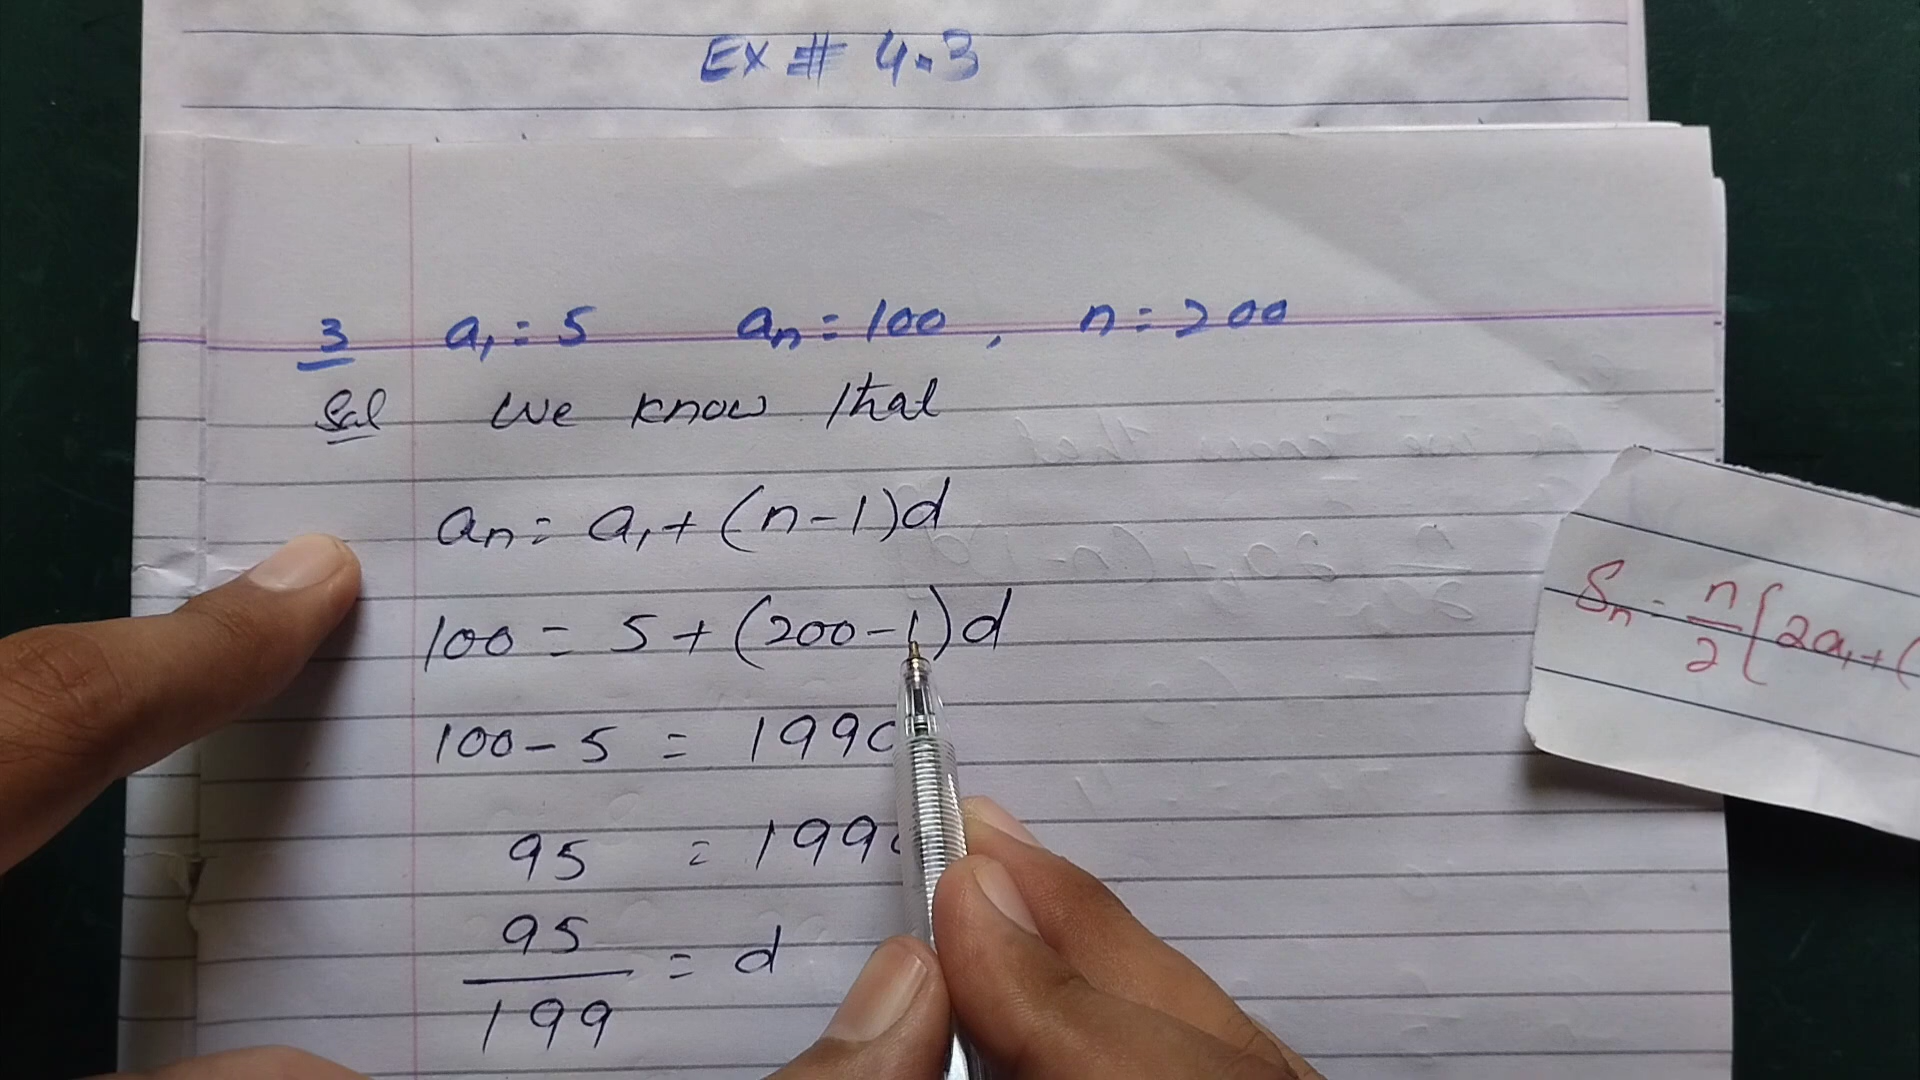 Ex # 4.3
3 a₁ = 5 aₙ = 100 , n = 200
Sol We know that
aₙ = a₁ + (n - 1)d
100 = 5 + (200 - 1)d
100 - 5 = 199
95 = 199
95
199 = d
Sₙ = n/2 [2a₁ + (